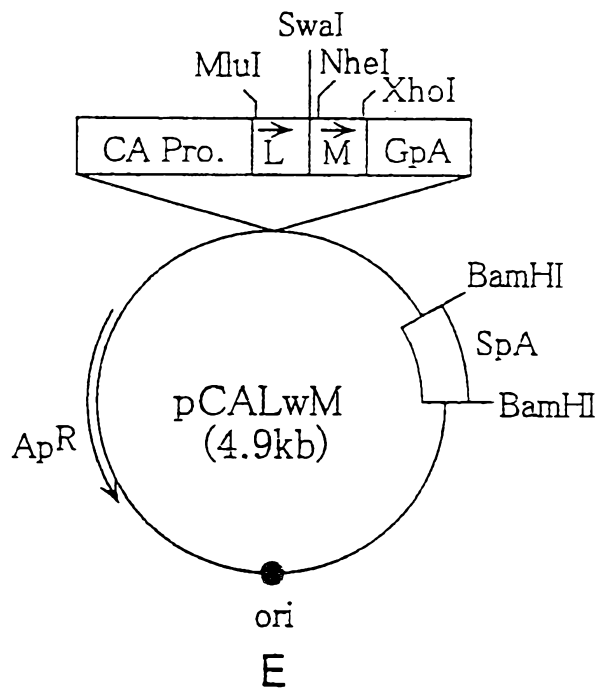 SwaI
MluI NheI XhoI
CA Pro. L M GpA
BamHI
SpA
BamHI
pCALwM
(4.9kb)
ApR
ori
E